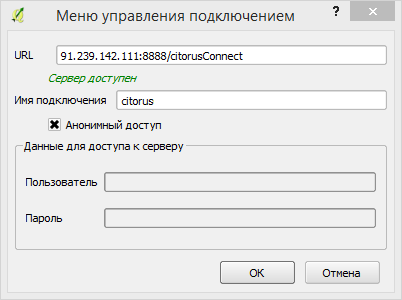 Меню управления подключением
URL 91.239.142.111:8888/citorusConnect
Сервер доступен
Имя подключения citorus
Анонимный доступ
Данные для доступа к серверу
Пользователь
Пароль
OK Отмена